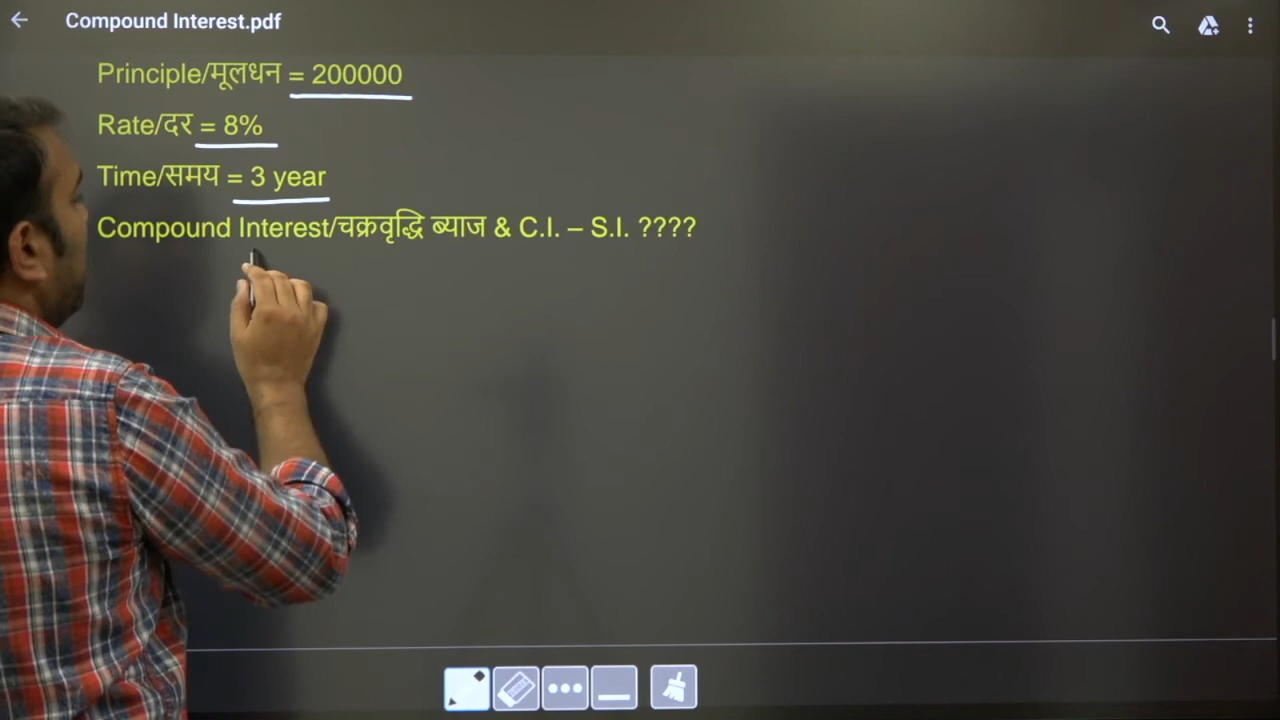 Compound Interest.pdf
Principle/मूलधन = 200000
Rate/दर = 8%
Time/समय = 3 year
Compound Interest/चक्रवृद्धि ब्याज & C.I. – S.I. ????